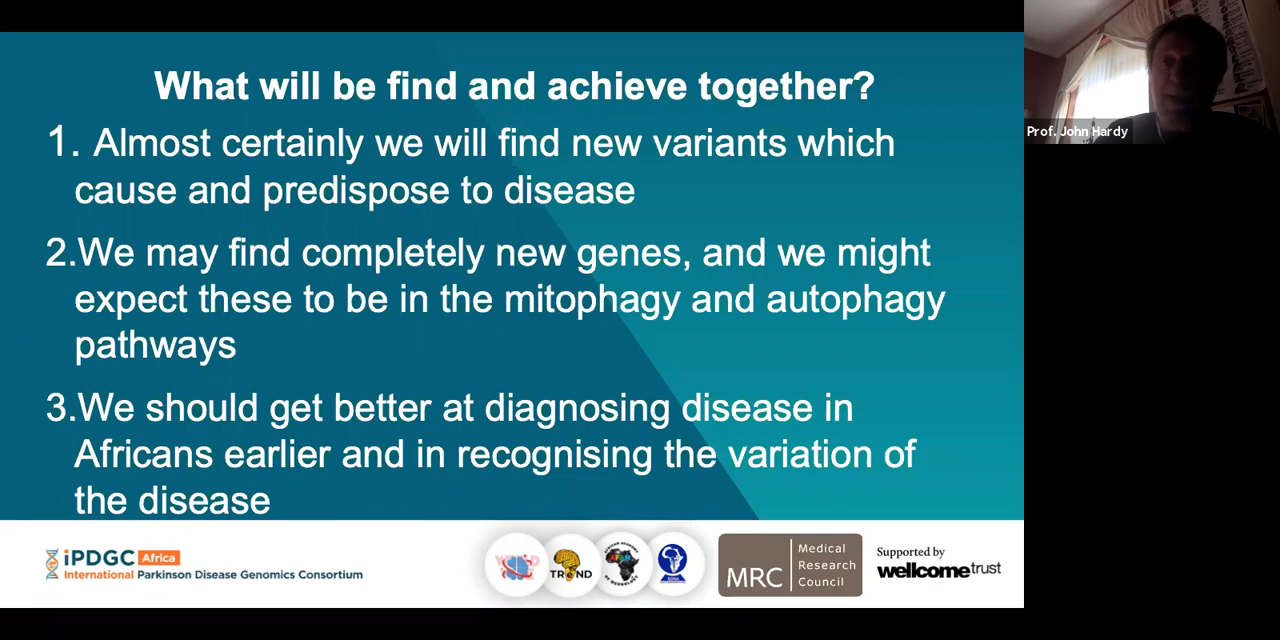 What will be find and achieve together?
1. Almost certainly we will find new variants which
cause and predispose to disease
2.We may find completely new genes, and we might
expect these to be in the mitophagy and autophagy
pathways
3.We should get better at diagnosing disease in
Africans earlier and in recognising the variation of
the disease
Prof. John Hardy
iPDGC Africa
International Parkinson Disease Genomics Consortium
TReND
MRC
Medical
Research
Council
Supported by
wellcometrust